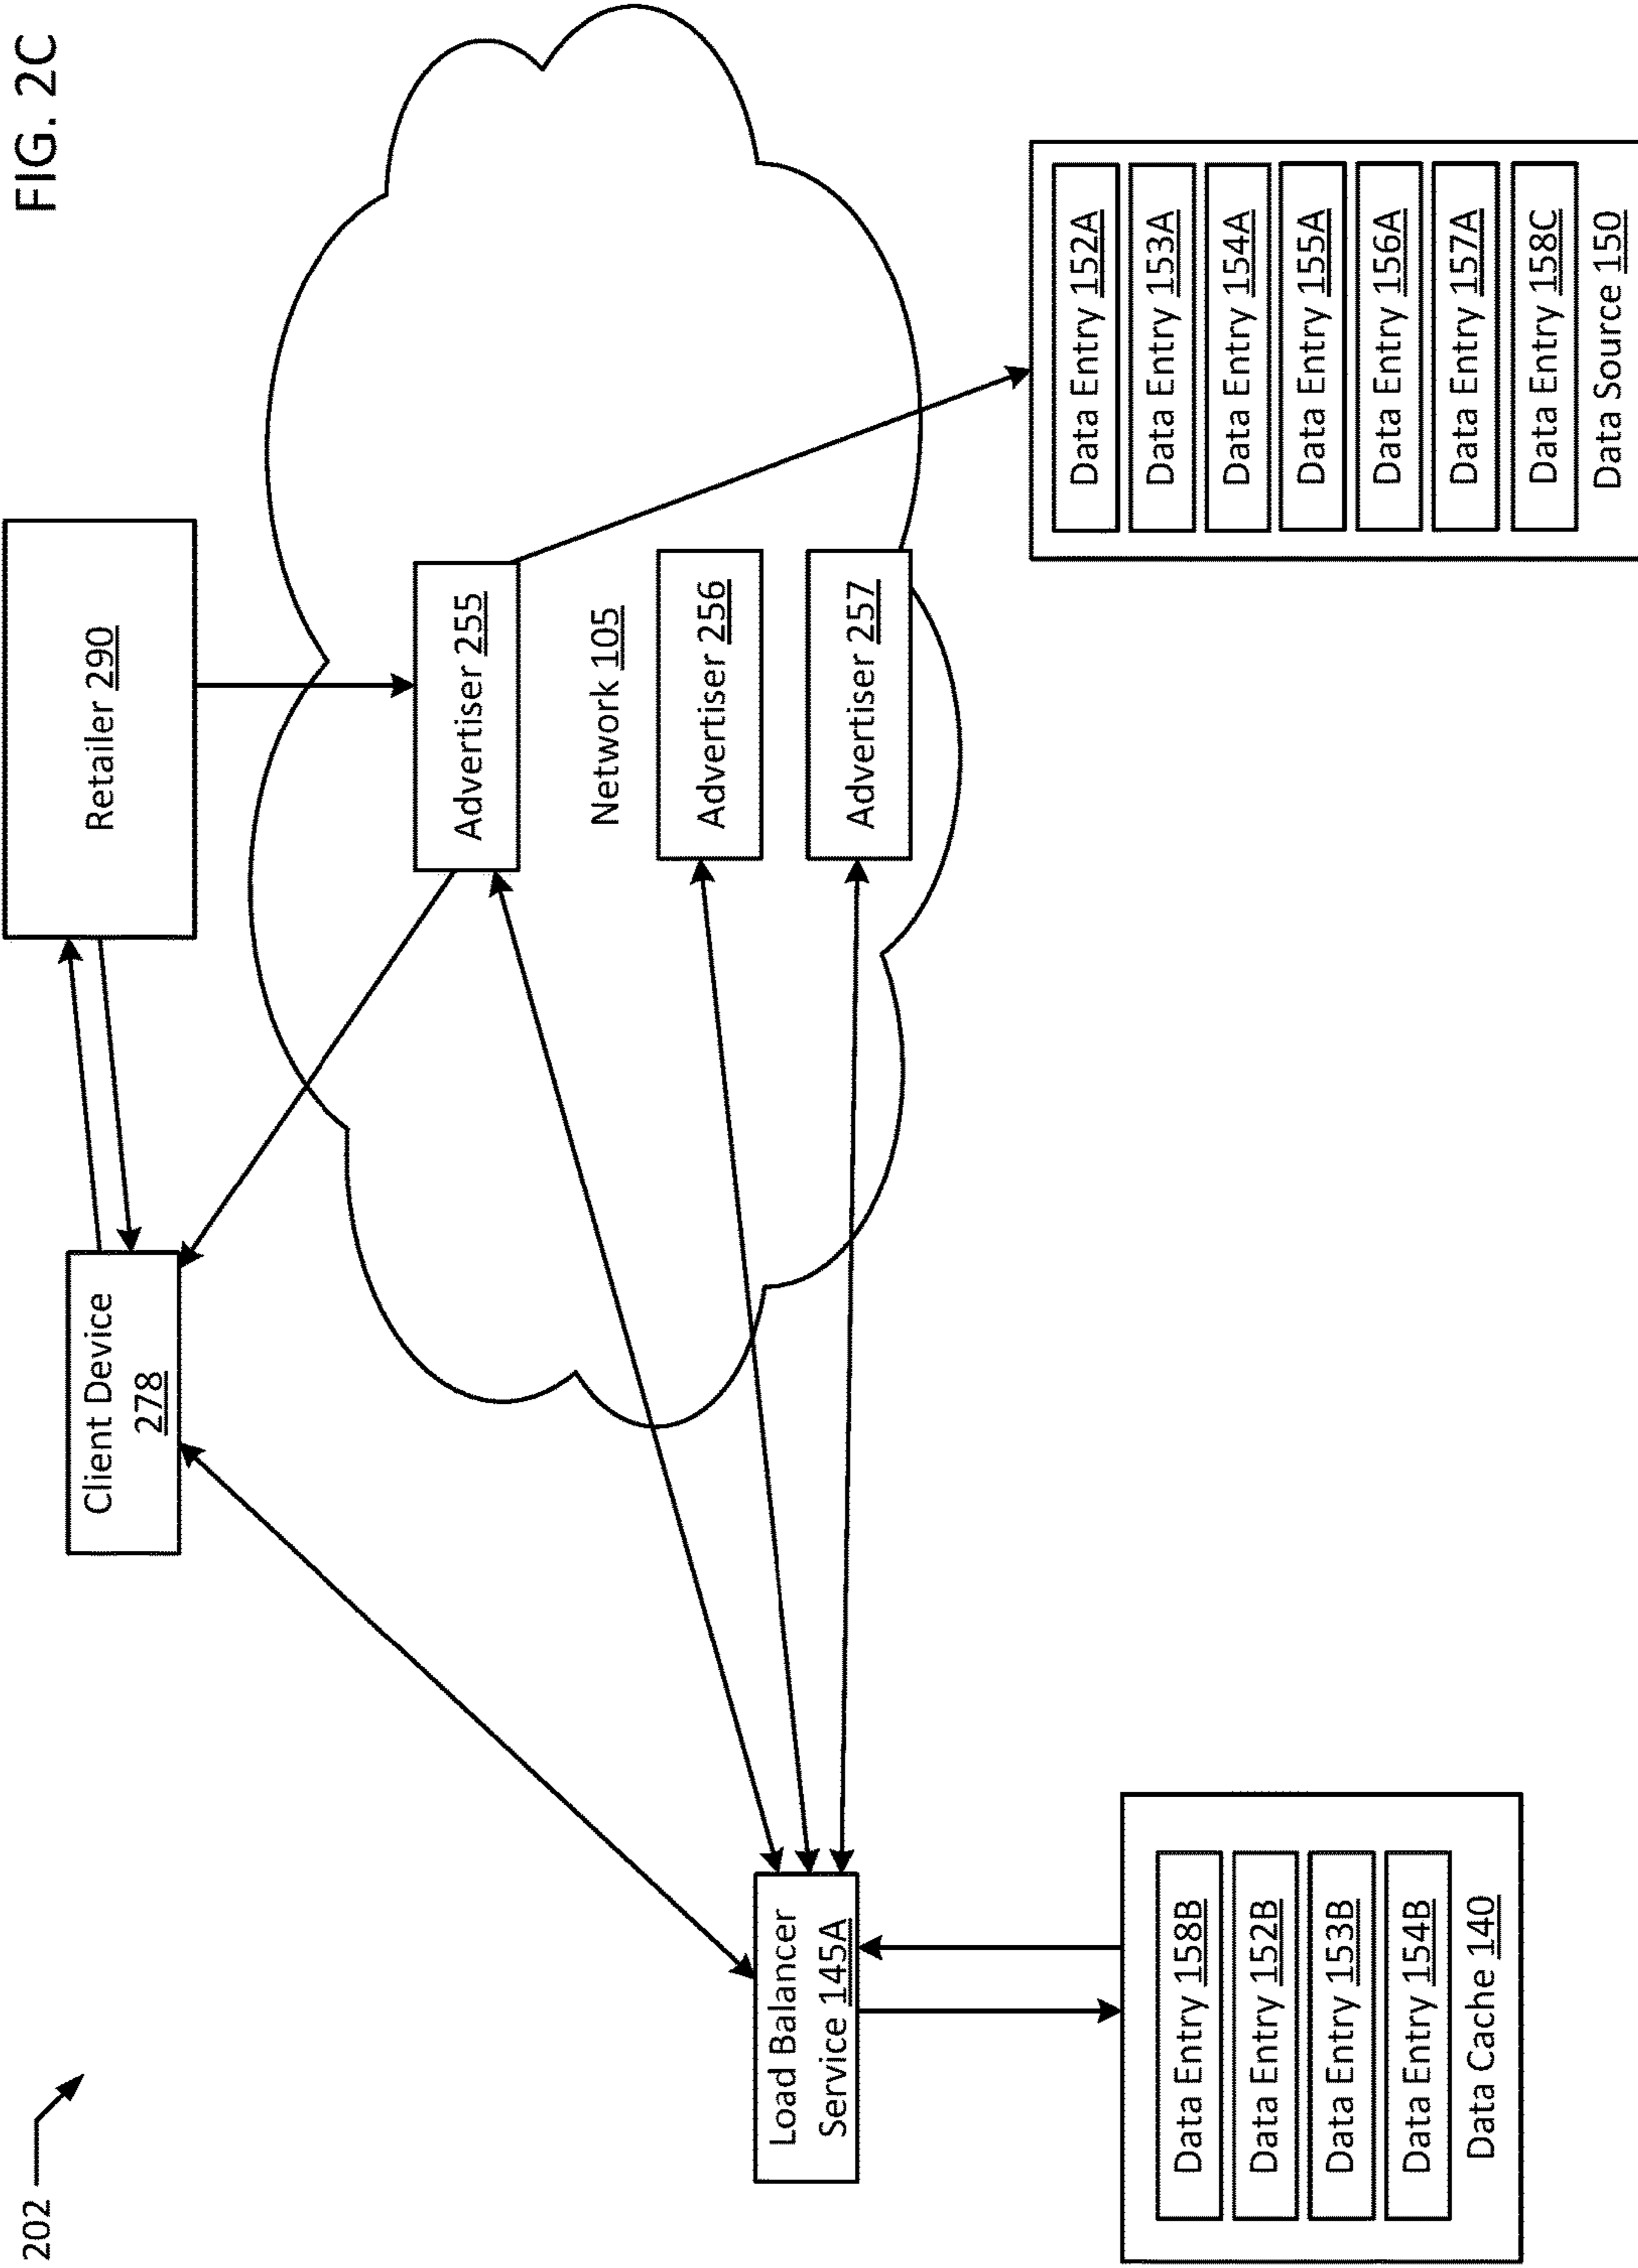 FIG. 2C
202
Retailer 290
Client Device
278
Advertiser 255
Network 105
Advertiser 256
Advertiser 257
Load Balancer
Service 145A
Data Entry 158B
Data Entry 152B
Data Entry 153B
Data Entry 154B
Data Cache 140
Data Entry 152A
Data Entry 153A
Data Entry 154A
Data Entry 155A
Data Entry 156A
Data Entry 157A
Data Entry 158C
Data Source 150